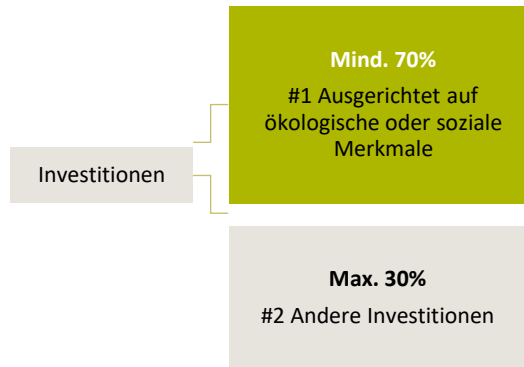 Mind. 70%
#1 Ausgerichtet auf
ökologische oder soziale
Merkmale
Investitionen
Max. 30%
#2 Andere Investitionen